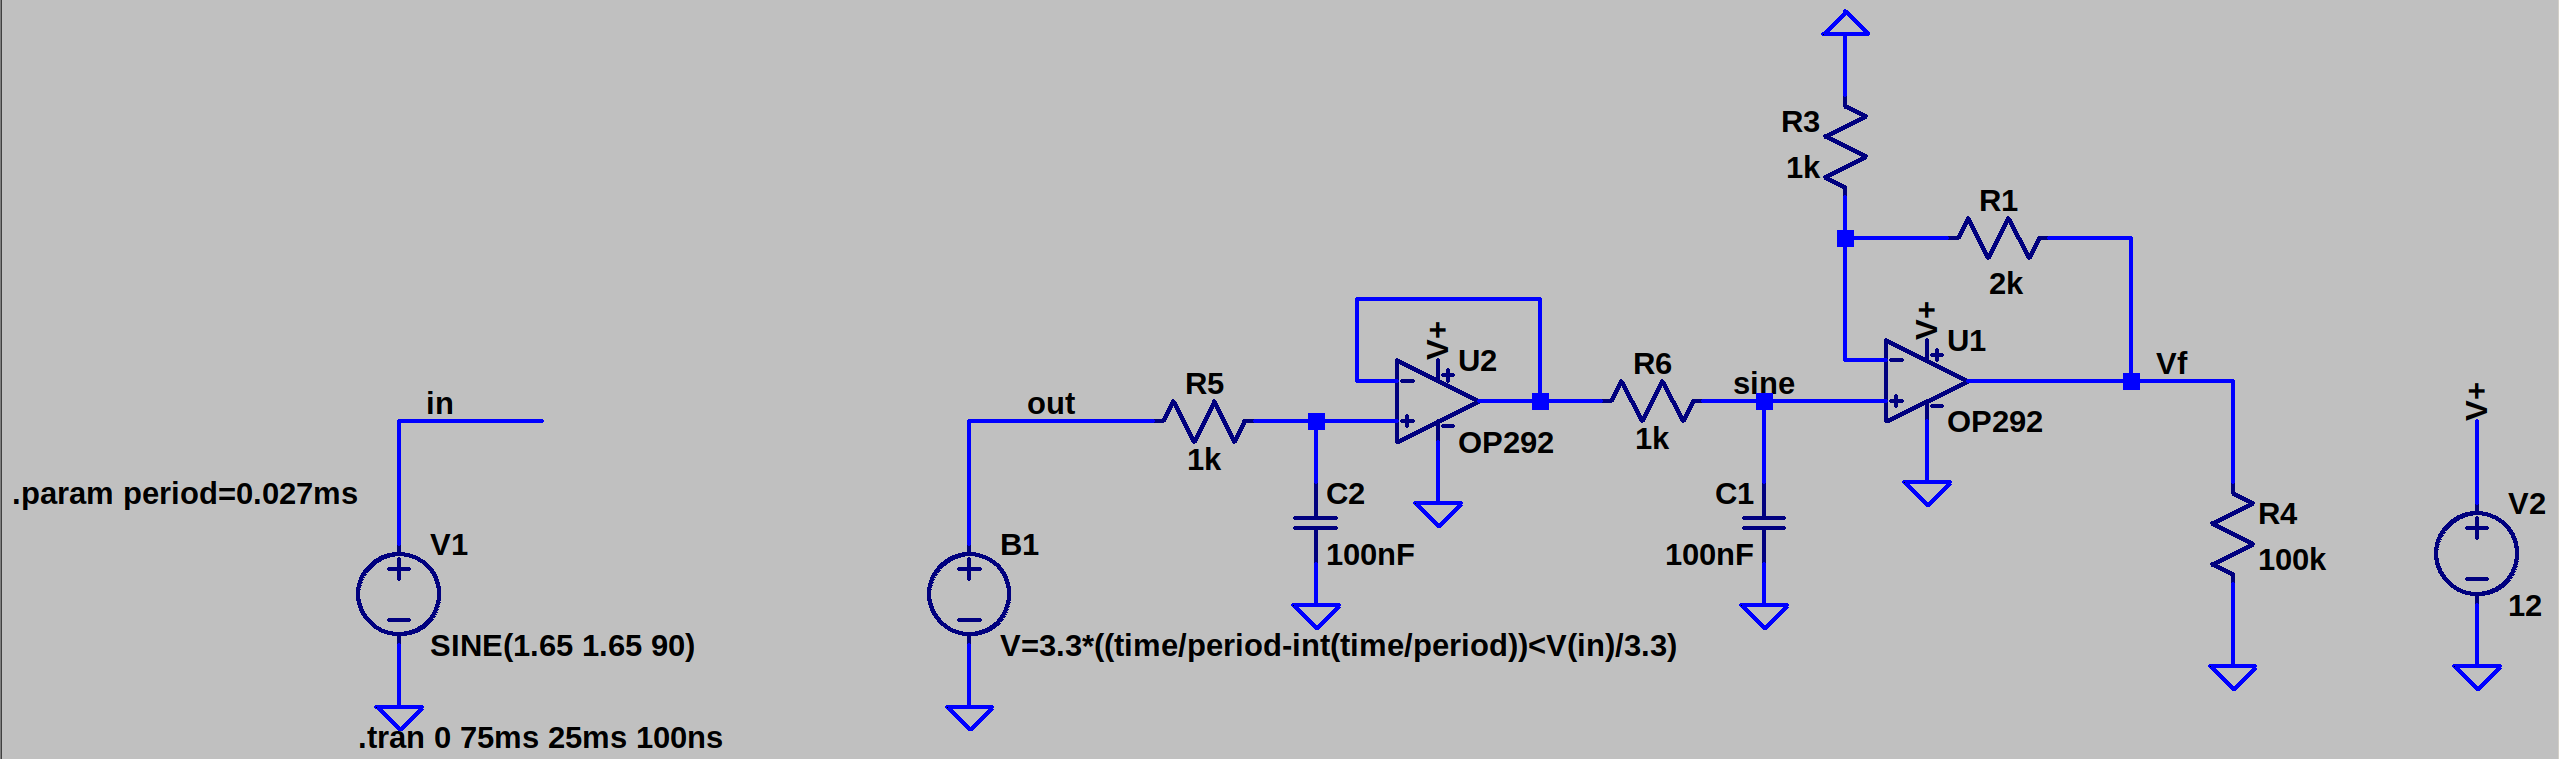 R3
1k
R1
2k
V+
U1
Vf
V+
U2
R6
sine
1k
OP292
R5
out
in
1k
OP292
V+
.param period=0.027ms
C2
100nF
C1
100nF
R4
100k
V2
12
V1
B1
SINE(1.65 1.65 90)
V=3.3*((time/period-int(time/period))<V(in)/3.3)
.tran 0 75ms 25ms 100ns